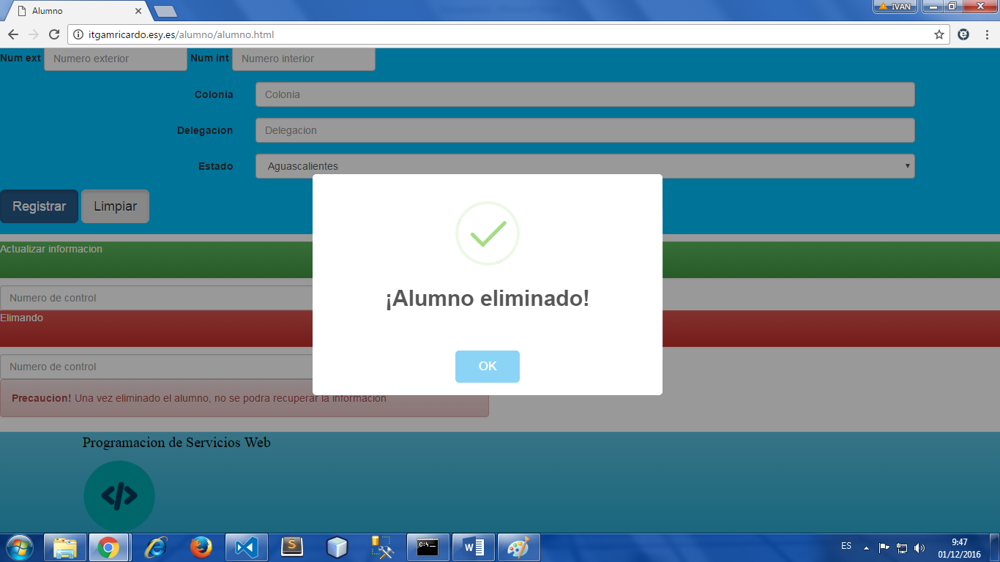 Alumno
IVAN
itgamricardo.esy.es/alumno/alumno.html
Num ext Numero exterior Num int Numero interior
Colonia Colonia
Delegacion Delegacion
Estado Aguascalientes
Registrar Limpiar
Actualizar informacion
Numero de control
Elimando
Numero de control
Precaucion! Una vez eliminado el alumno, no se podra recuperar la informacion
¡Alumno eliminado!
OK
Programacion de Servicios Web
</>
C:\.
ES
9:47
01/12/2016